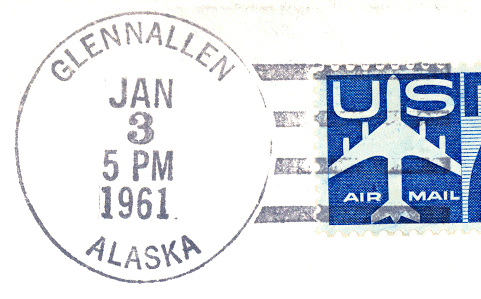 GLENNALLEN
JAN
3
5 PM
1961
ALASKA
US
AIR MAIL